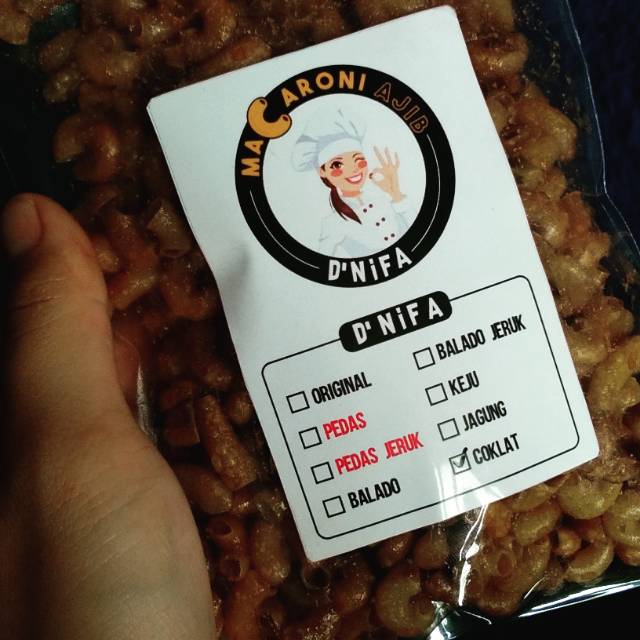 MACARONI AJIB
D'NiFA
D'NiFA
ORIGINAL
PEDAS
PEDAS JERUK
BALADO
BALADO JERUK
KEJU
JAGUNG
COKLAT